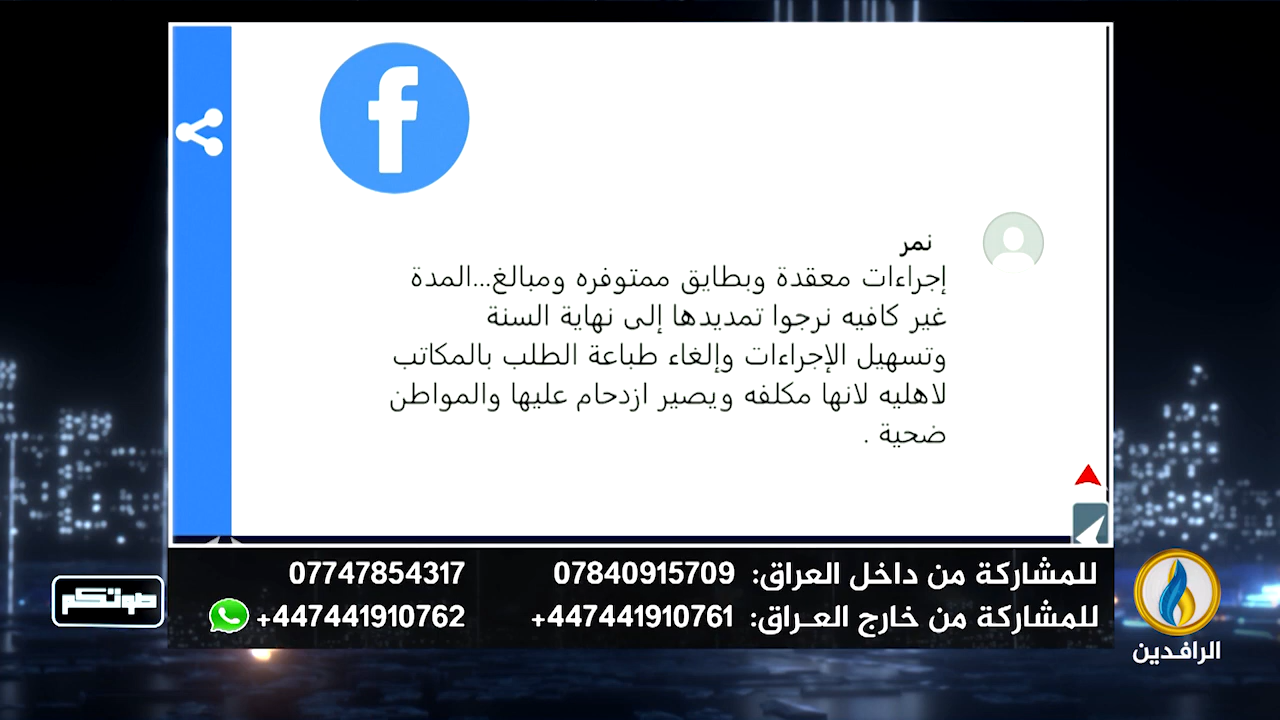 f
نمر
إجراءات معقدة وبطايق ممتوفره ومبالغ...المدة
غير كافيه نرجوا تمديدها إلى نهاية السنة
وتسهيل الإجراءات وإلغاء طباعة الطلب بالمكاتب
لاهليه لانها مكلفه ويصير ازدحام عليها والمواطن
ضحية .
للمشاركة من داخل العراق: 07840915709 07747854317
للمشاركة من خارج العـراق: +447441910761 +447441910762
صوتكم
الرافدين